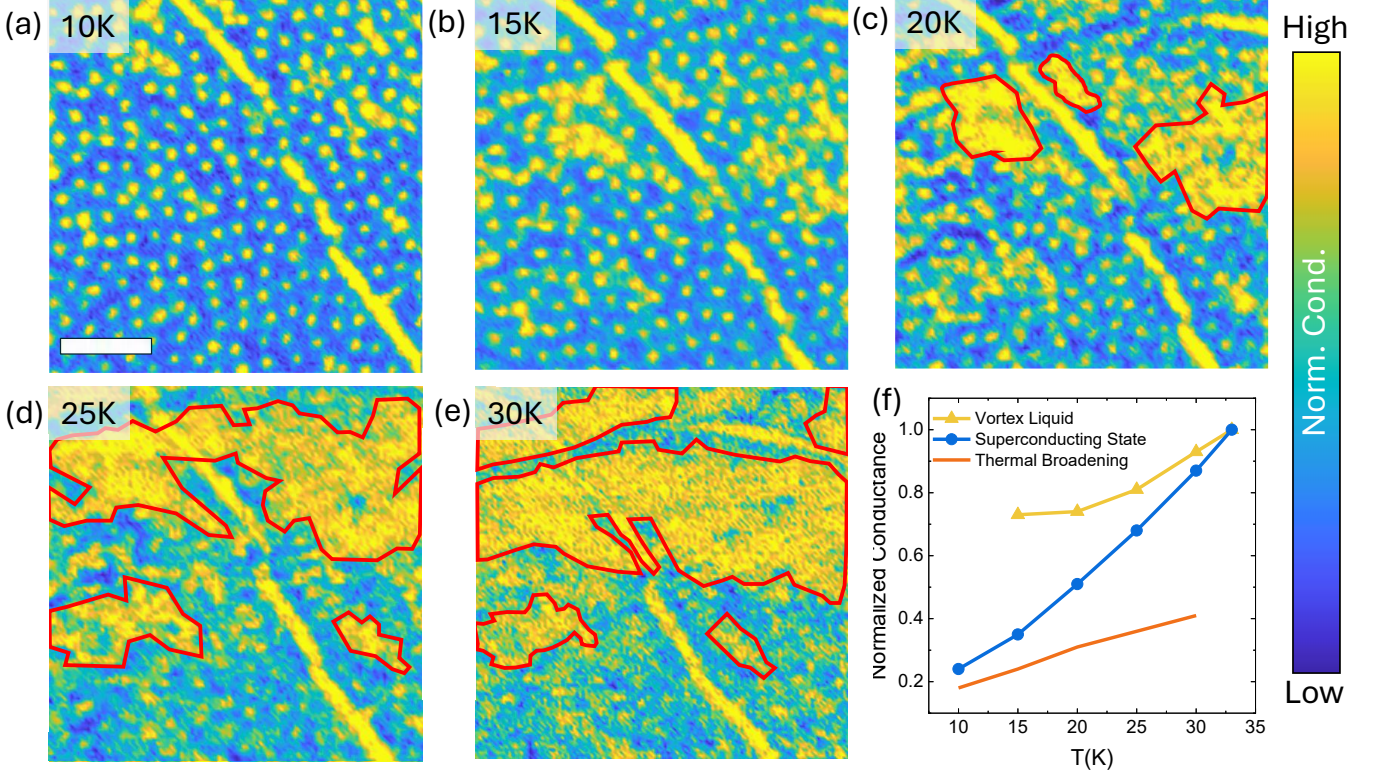 (a) 10K
(b) 15K
(c) 20K
High
Norm. Cond.
Low
(d) 25K
(e) 30K
(f)
Vortex Liquid
Superconducting State
Thermal Broadening
Normalized Conductance
1.0
0.8
0.6
0.4
0.2
10 15 20 25 30 35
T(K)